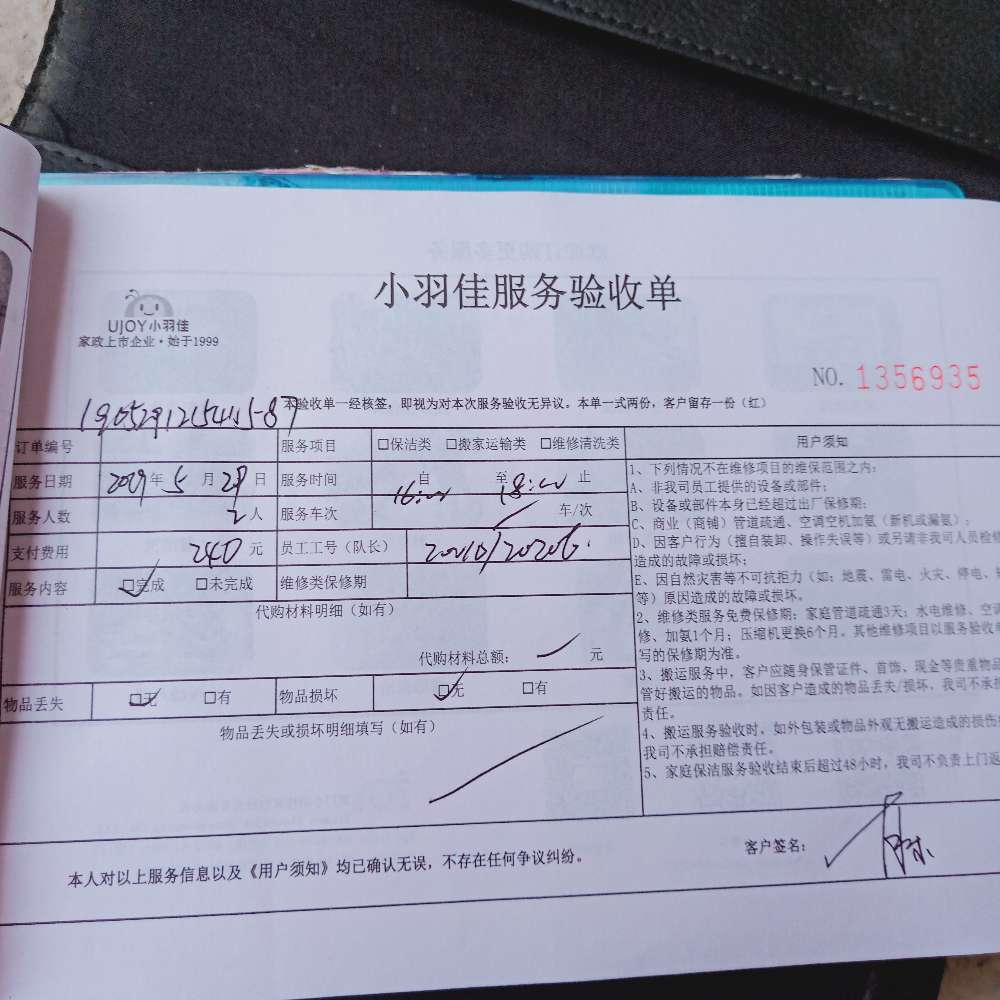 小羽佳服务验收单
UJOY小羽佳
家政上市企业·始于1999
NO. 1356935
本验收单一经核签，即视为对本次服务验收无异议。本单一式两份，客户留存一份（红）
订单编号 服务项目 □保洁类 □搬家运输类 □维修清洗类
服务日期 2019年5月29日 服务时间 自16:00至18:00止
服务人数 2人 服务车次 车/次
支付费用 240元 员工工号（队长）
服务内容 □完成 □未完成 维修类保修期
代购材料明细（如有）
代购材料总额： 元
物品丢失 □无 □有 物品损坏 □无 □有
物品丢失或损坏明细填写（如有）
用户须知
1、下列情况不在维修项目的维保范围之内：
A、非我司员工提供的设备或部件；
B、设备或部件本身已经超过出厂保修期；
C、商业（商铺）管道疏通、空调空机加氨（新机或漏氨）；
D、因客户行为（擅自装卸、操作失误等）或另请非我司人员检修
造成的故障或损坏；
E、因自然灾害等不可抗拒力（如：地震、雷电、火灾、停电、
等）原因造成的故障或损坏。
2、维修类服务免费保修期：家庭管道疏通3天；水电维修、空调
修、加氨1个月；压缩机更换6个月。其他维修项目以服务验收单
写的保修期为准。
3、搬运服务中，客户应随身保管证件、首饰、现金等贵重物品
管好搬运的物品。如因客户造成的物品丢失/损坏，我司不承担
责任。
4、搬运服务验收时，如外包装或物品外观无搬运造成的损伤
我司不承担赔偿责任。
5、家庭保洁服务验收结束后超过48小时，我司不负责上门返
客户签名：
本人对以上服务信息以及《用户须知》均已确认无误，不存在任何争议纠纷。